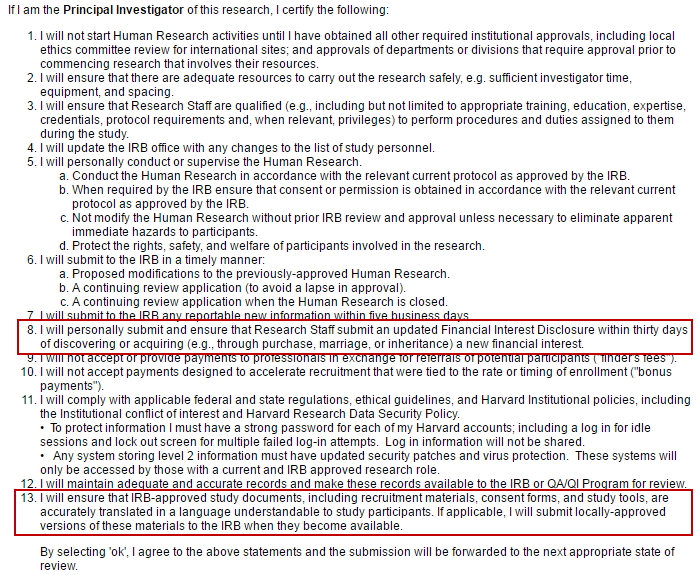 If I am the Principal Investigator of this research, I certify the following:
1. I will not start Human Research activities until I have obtained all other required institutional approvals, including local
ethics committee review for international sites; and approvals of departments or divisions that require approval prior to
commencing research that involves their resources.
2. I will ensure that there are adequate resources to carry out the research safely, e.g. sufficient investigator time,
equipment, and spacing.
3. I will ensure that Research Staff are qualified (e.g., including but not limited to appropriate training, education, expertise,
credentials, protocol requirements and, when relevant, privileges) to perform procedures and duties assigned to them
during the study.
4. I will update the IRB office with any changes to the list of study personnel.
5. I will personally conduct or supervise the Human Research.
a. Conduct the Human Research in accordance with the relevant current protocol as approved by the IRB.
b. When required by the IRB ensure that consent or permission is obtained in accordance with the relevant current
protocol as approved by the IRB.
c. Not modify the Human Research without prior IRB review and approval unless necessary to eliminate apparent
immediate hazards to participants.
d. Protect the rights, safety, and welfare of participants involved in the research.
6. I will submit to the IRB in a timely manner:
a. Proposed modifications to the previously-approved Human Research.
b. A continuing review application (to avoid a lapse in approval).
c. A continuing review application when the Human Research is closed.
7. I will submit to the IRB any reportable new information within five business days.
8. I will personally submit and ensure that Research Staff submit an updated Financial Interest Disclosure within thirty days
of discovering or acquiring (e.g., through purchase, marriage, or inheritance) a new financial interest.
9. I will not accept or provide payments to professionals in exchange for referrals of potential participants ("finder's fees").
10. I will not accept payments designed to accelerate recruitment that were tied to the rate or timing of enrollment ("bonus
payments").
11. I will comply with applicable federal and state regulations, ethical guidelines, and Harvard Institutional policies, including
the Institutional conflict of interest and Harvard Research Data Security Policy.
• To protect information I must have a strong password for each of my Harvard accounts; including a log in for idle
sessions and lock out screen for multiple failed log-in attempts. Log in information will not be shared.
• Any system storing level 2 information must have updated security patches and virus protection. These systems will
only be accessed by those with a current and IRB approved research role.
12. I will maintain adequate and accurate records and make these records available to the IRB or QA/QI Program for review.
13. I will ensure that IRB-approved study documents, including recruitment materials, consent forms, and study tools, are
accurately translated in a language understandable to study participants. If applicable, I will submit locally-approved
versions of these materials to the IRB when they become available.
By selecting 'ok', I agree to the above statements and the submission will be forwarded to the next appropriate state of
review.